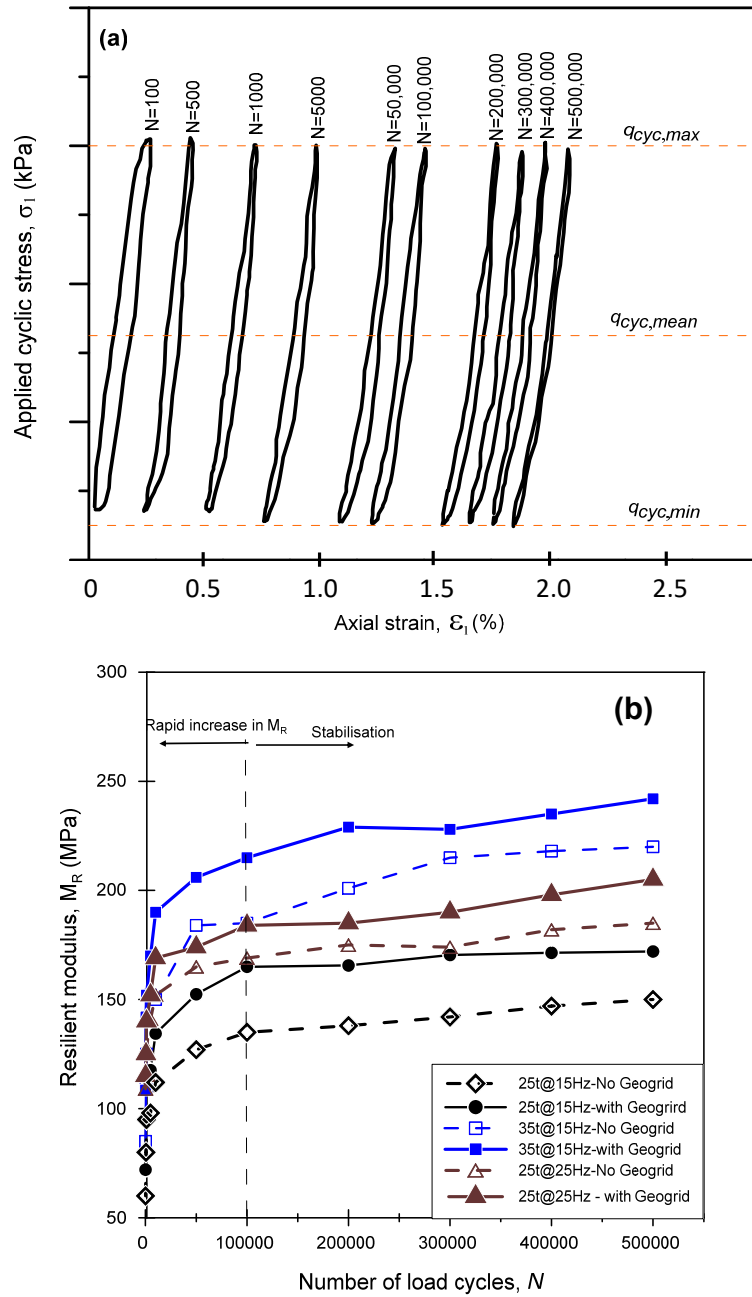 (a)
N=100
N=500
N=1000
N=5000
N=50,000
N=100,000
N=200,000
N=300,000
N=400,000
N=500,000
qcyc,max
qcyc,mean
qcyc,min
Applied cyclic stress, σ1 (kPa)
0 0.5 1.0 1.5 2.0 2.5
Axial strain, ε1 (%)
(b)
Rapid increase in MR
Stabilisation
300
250
200
150
100
50
Resilient modulus, MR (MPa)
25t@15Hz-No Geogrid
25t@15Hz-with Geogrird
35t@15Hz-No Geogrid
35t@15Hz-with Geogrid
25t@25Hz-No Geogrid
25t@25Hz - with Geogrid
0 100000 200000 300000 400000 500000
Number of load cycles, N